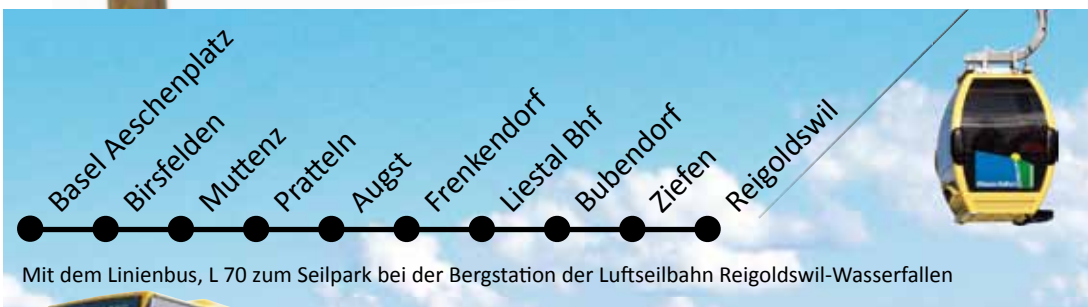 Basel Aeschenplatz
Birsfelden
Muttenz
Pratteln
Augst
Frenkendorf
Liestal Bhf
Bubendorf
Ziefen
Reigoldswil
Mit dem Linienbus, L 70 zum Seilpark bei der Bergstation der Luftseilbahn Reigoldswil-Wasserfallen